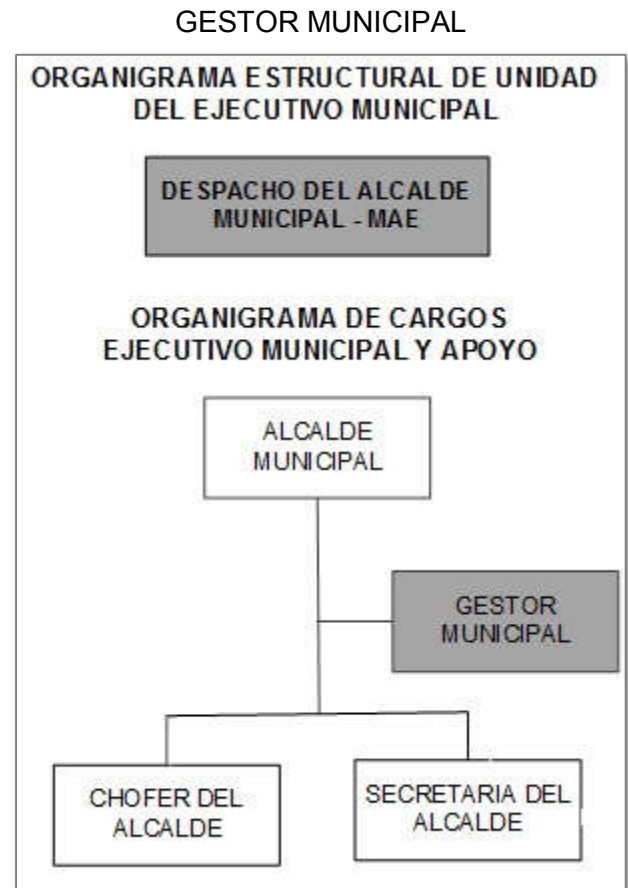 GESTOR MUNICIPAL
ORGANIGRAMA ESTRUCTURAL DE UNIDAD
DEL EJECUTIVO MUNICIPAL
DESPACHO DEL ALCALDE
MUNICIPAL - MAE
ORGANIGRAMA DE CARGOS
EJECUTIVO MUNICIPAL Y APOYO
ALCALDE
MUNICIPAL
GESTOR
MUNICIPAL
CHOFER DEL
ALCALDE
SECRETARIA DEL
ALCALDE